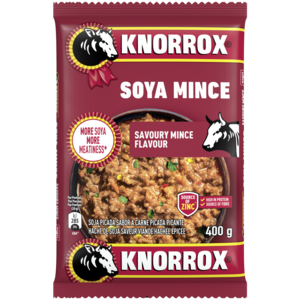 KNORROX
SOYA MINCE
MORE SOYA
MORE
MEATINESS*
SAVOURY MINCE
FLAVOUR
SOURCE
OF
ZINC
HIGH IN PROTEIN
SOURCE OF FIBRE
SOJA PICADA SABOR A CARNE PICADA PICANTE
HACHÉ DE SOJA SAVEUR VIANDE HACHÉE ÉPICÉE
400 g
KNORROX